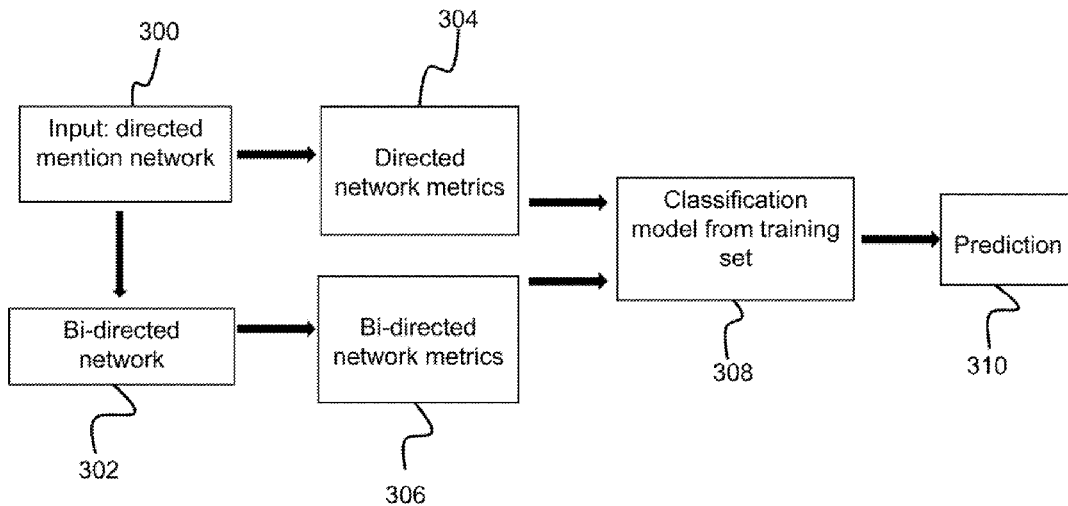 300
304
Input: directed
mention network
Directed
network metrics
Classification
model from training
set
Prediction
Bi-directed
network
Bi-directed
network metrics
308
310
302
306